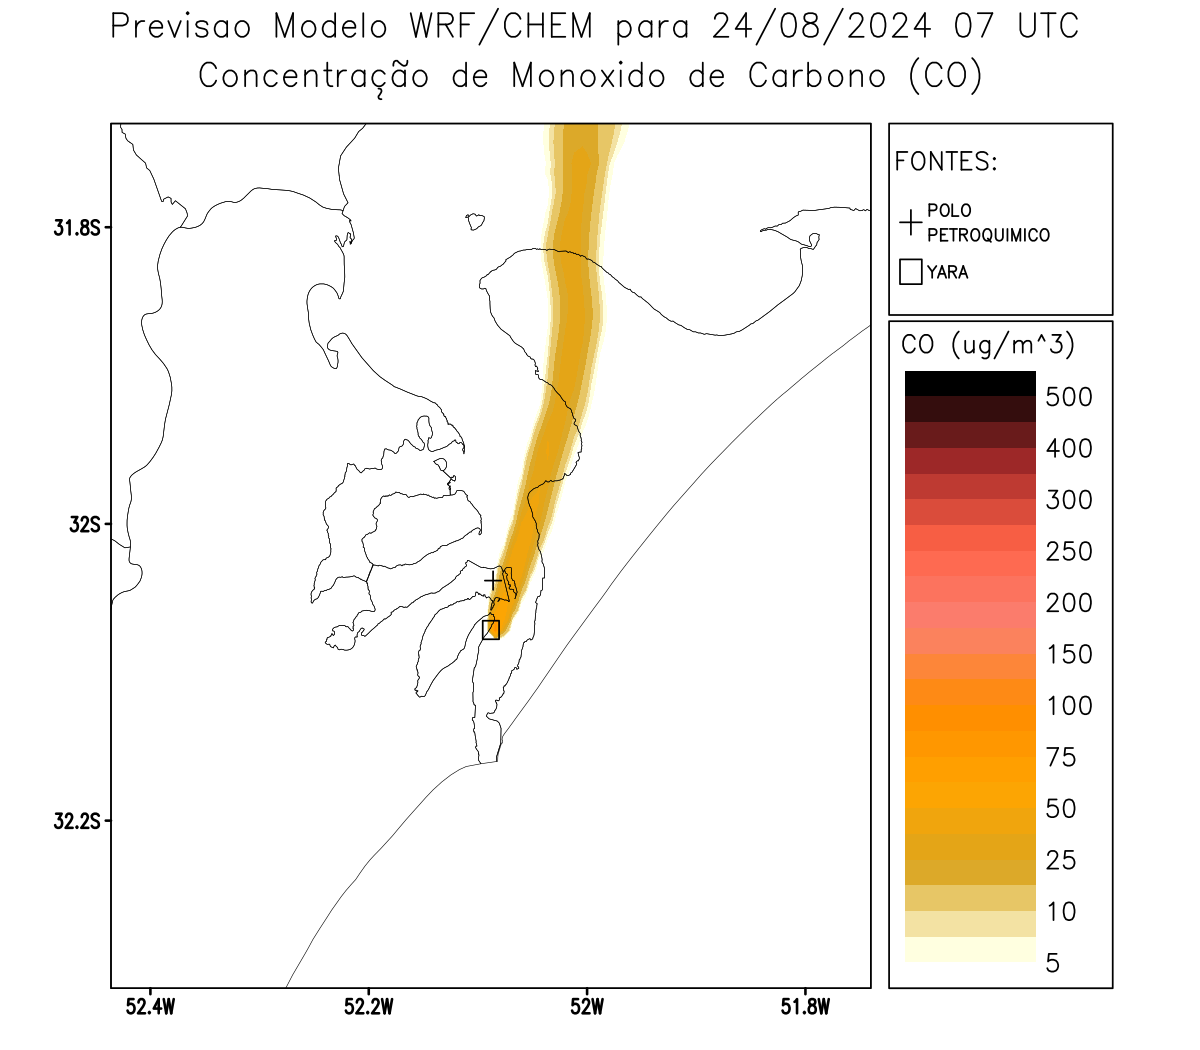 Previsao Modelo WRF/CHEM para 24/08/2024 07 UTC
Concentração de Monoxido de Carbono (CO)
FONTES:
POLO
PETROQUIMICO
YARA
CO (ug/m^3)
500
400
300
250
200
150
100
75
50
25
10
5
31.8S
32S
32.2S
52.4W
52.2W
52W
51.8W